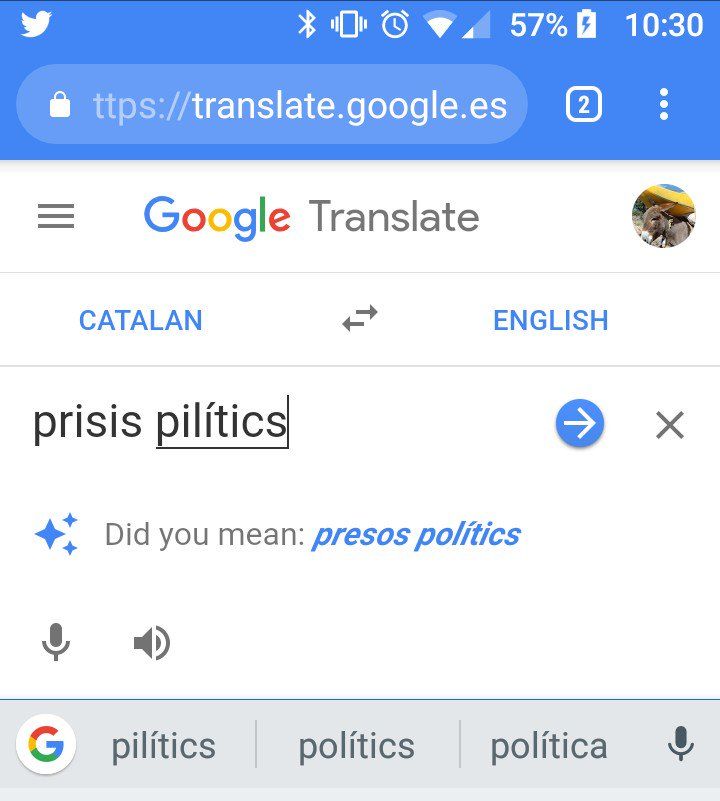 57% 10:30
ttps://translate.google.es 2
Google Translate
CATALAN ENGLISH
prisis pilítics
Did you mean: presos polítics
G pilítics polítics política